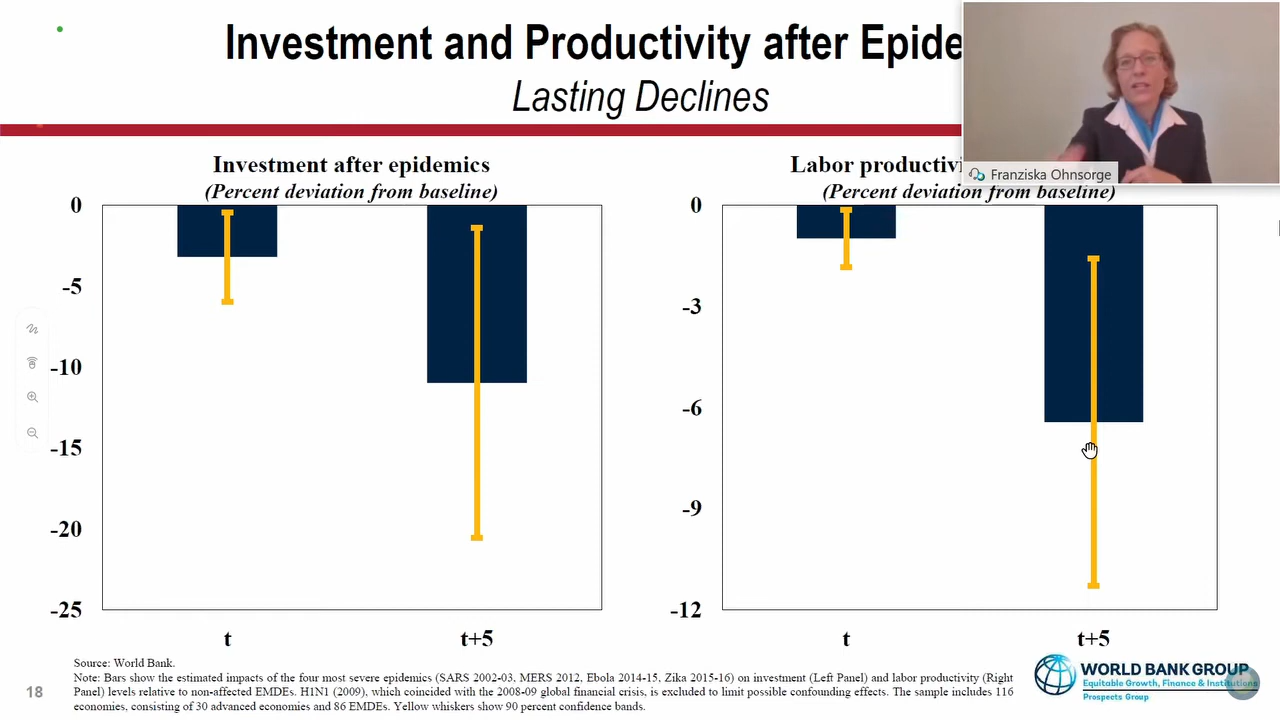 Investment and Productivity after Epide
Lasting Declines
Franziska Ohnsorge
Investment after epidemics
(Percent deviation from baseline)
0
-5
-10
-15
-20
-25
t
t+5
Labor productivi
(Percent deviation from baseline)
0
-3
-6
-9
-12
t
t+5
Source: World Bank.
Note: Bars show the estimated impacts of the four most severe epidemics (SARS 2002-03, MERS 2012, Ebola 2014-15, Zika 2015-16) on investment (Left Panel) and labor productivity (Right
Panel) levels relative to non-affected EMDEs. H1N1 (2009), which coincided with the 2008-09 global financial crisis, is excluded to limit possible confounding effects. The sample includes 116
economies, consisting of 30 advanced economies and 86 EMDEs. Yellow whiskers show 90 percent confidence bands.
18
WORLD BANK GROUP
Equitable Growth, Finance & Institutions
Prospects Group